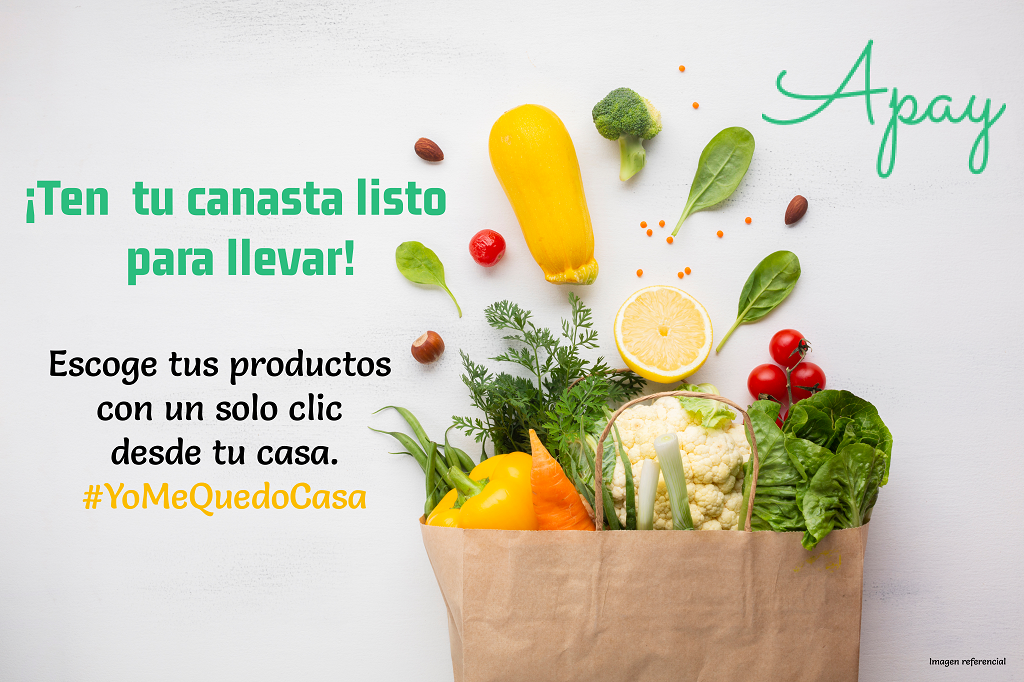 Apay
¡Ten tu canasta listo
para llevar!
Escoge tus productos
con un solo clic
desde tu casa.
#YoMeQuedoCasa
Imagen referencial